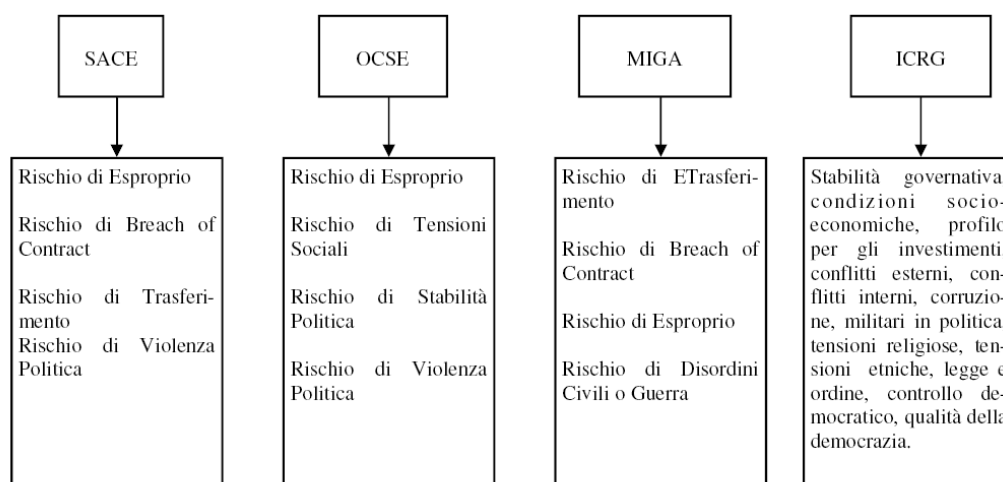 SACE
OCSE
MIGA
ICRG
Rischio di Esproprio
Rischio di Breach of
Contract
Rischio di Trasferi-
mento
Rischio di Violenza
Politica
Rischio di Esproprio
Rischio di Tensioni
Sociali
Rischio di Stabilità
Politica
Rischio di Violenza
Politica
Rischio di ETrasferi-
mento
Rischio di Breach of
Contract
Rischio di Esproprio
Rischio di Disordini
Civili o Guerra
Stabilità governativa,
condizioni socio-
economiche, profilo
per gli investimenti,
conflitti esterni, con-
flitti interni, corruzio-
ne, militari in politica,
tensioni religiose, ten-
sioni etniche, legge e
ordine, controllo de-
mocratico, qualità della
democrazia.